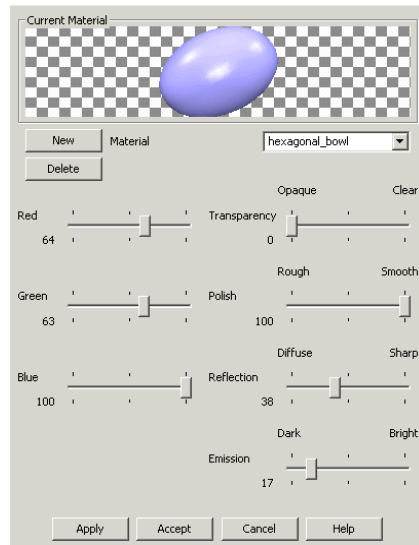 Current Material
New Material hexagonal_bowl
Delete
Opaque Clear
Red Transparency
64 0
Rough Smooth
Green Polish
63 100
Diffuse Sharp
Blue Reflection
100 38
Dark Bright
Emission
17
Apply Accept Cancel Help